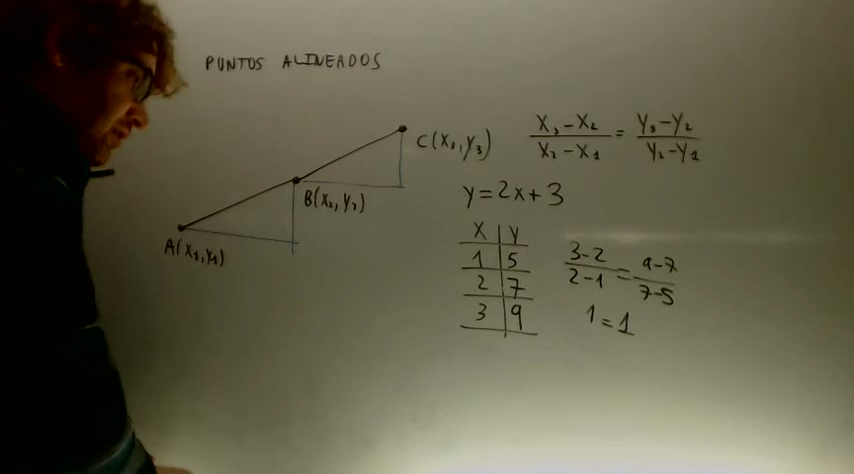 PUNTOS ALINEADOS
C(X₃,Y₃)
B(X₂,Y₂)
A(X₁,Y₁)
X₃-X₂ / X₂-X₁ = Y₃-Y₂ / Y₂-Y₁
y=2x+3
X | Y
1 | 5
2 | 7
3 | 9
3-2 / 2-1 = 9-7 / 7-5
1=1